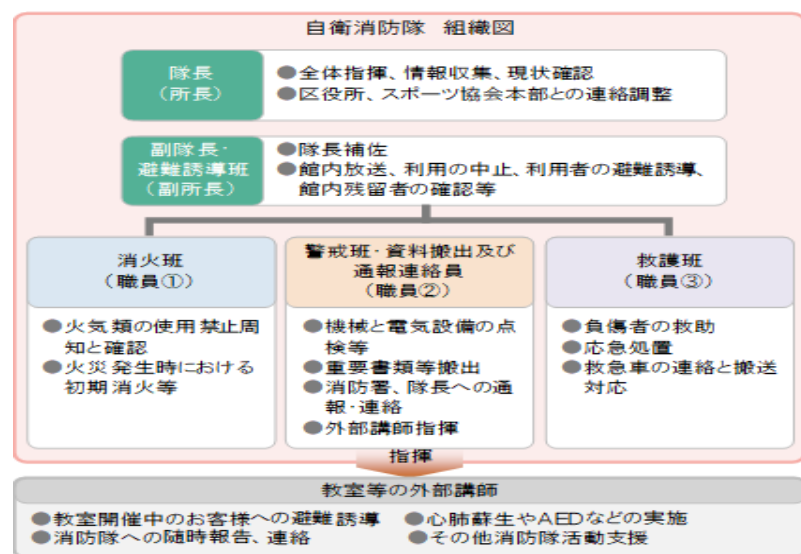 自衛消防隊 組織図
隊長
(所長)
●全体指揮、情報収集、現状確認
●区役所、スポーツ協会本部との連絡調整
副隊長・
避難誘導班
(副所長)
●隊長補佐
●館内放送、利用の中止、利用者の避難誘導、
館内残留者の確認等
消火班
(職員①)
●火気類の使用禁止周
知と確認
●火災発生時における
初期消火等
警戒班・資料搬出及び
通報連絡員
(職員②)
●機械と電気設備の点
検等
●重要書類等搬出
●消防署、隊長への通
報・連絡
●外部講師指揮
救護班
(職員③)
●負傷者の救助
●応急処置
●救急車の連絡と搬送
対応
指揮
教室等の外部講師
●教室開催中のお客様への避難誘導
●消防隊への随時報告、連絡
●心肺蘇生やAEDなどの実施
●その他消防隊活動支援